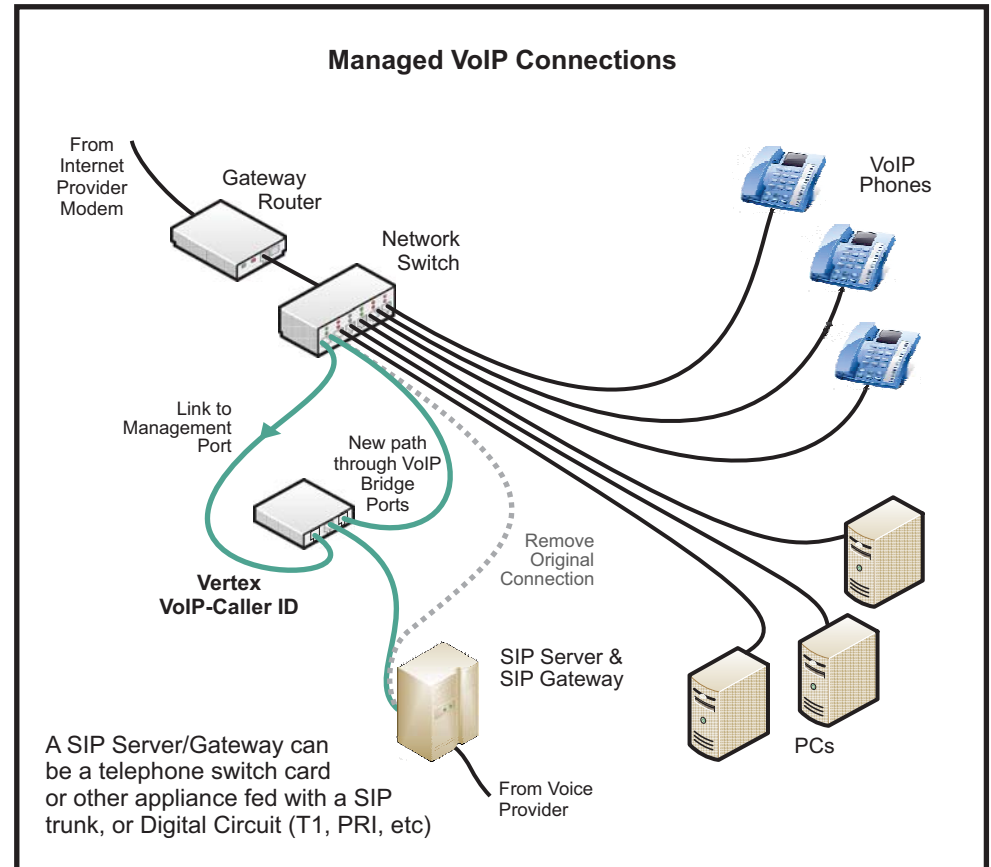 Managed VoIP Connections
From
Internet
Provider
Modem
Gateway
Router
Network
Switch
VoIP
Phones
Link to
Management
Port
New path
through VoIP
Bridge
Ports
Remove
Original
Connection
Vertex
VoIP-Caller ID
SIP Server &
SIP Gateway
PCs
From Voice
Provider
A SIP Server/Gateway can
be a telephone switch card
or other appliance fed with a SIP
trunk, or Digital Circuit (T1, PRI, etc)